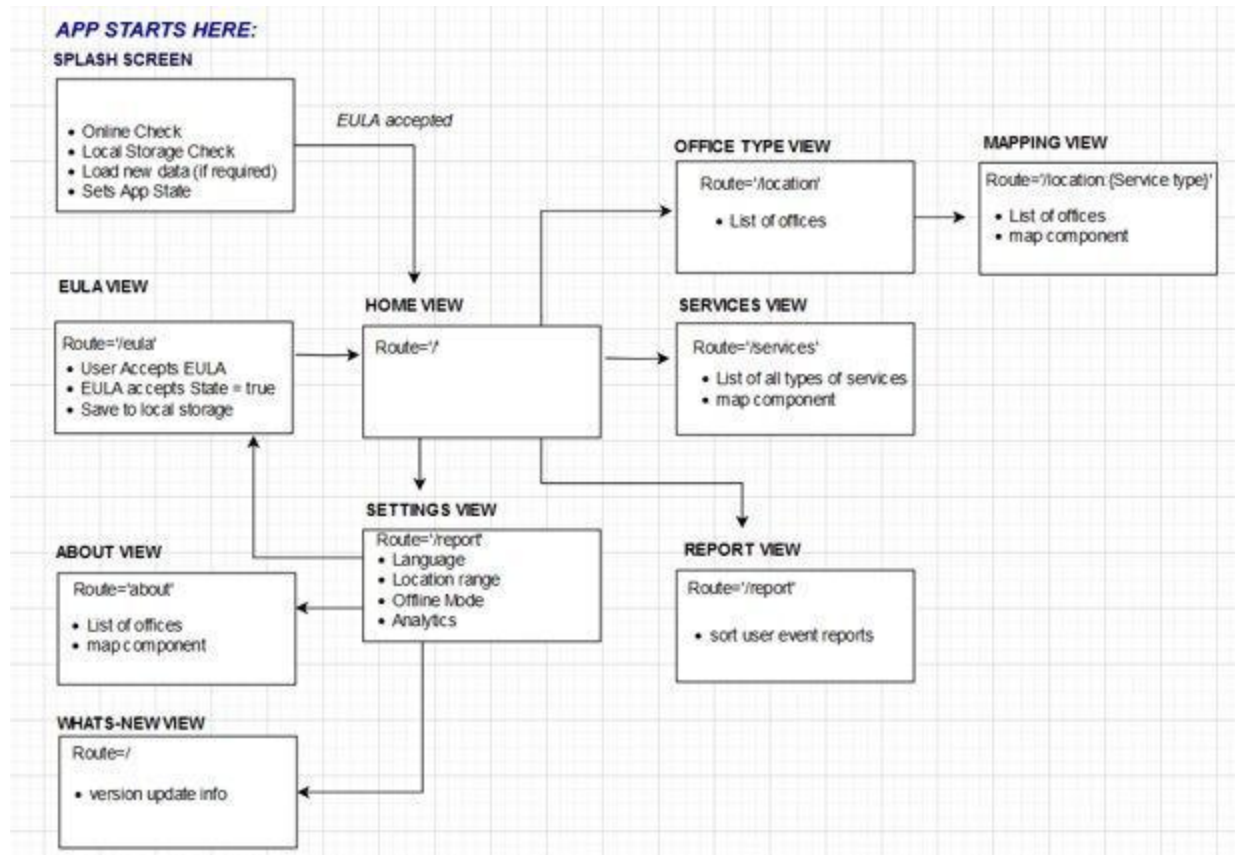 APP STARTS HERE:
SPLASH SCREEN
• Online Check
• Local Storage Check
• Load new data (if required)
• Sets App State
EULA accepted
OFFICE TYPE VIEW
Route='/location'
• List of offices
MAPPING VIEW
Route='/location:{Service type}'
• List of offices
• map component
EULA VIEW
Route='/eula'
• User Accepts EULA
• EULA accepts State = true
• Save to local storage
HOME VIEW
Route='/'
SERVICES VIEW
Route='/services'
• List of all types of services
• map component
SETTINGS VIEW
Route='/report'
• Language
• Location range
• Offline Mode
• Analytics
REPORT VIEW
Route='/report'
• sort user event reports
ABOUT VIEW
Route='about'
• List of offices
• map component
WHATS-NEW VIEW
Route=/
• version update info